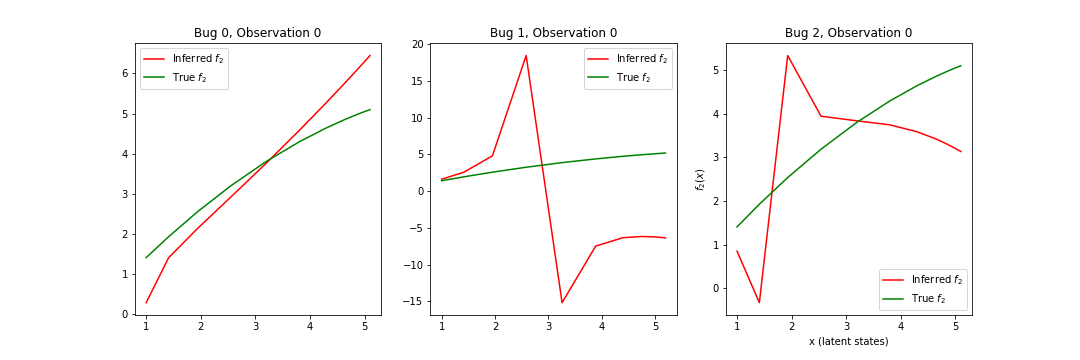 Bug 0, Observation 0
Inferred f₂
True f₂
6
5
4
3
2
1
0
1 2 3 4 5
Bug 1, Observation 0
Inferred f₂
True f₂
20
15
10
5
0
−5
−10
−15
1 2 3 4 5
Bug 2, Observation 0
Inferred f₂
True f₂
f₂(x)
5
4
3
2
1
0
1 2 3 4 5
x (latent states)